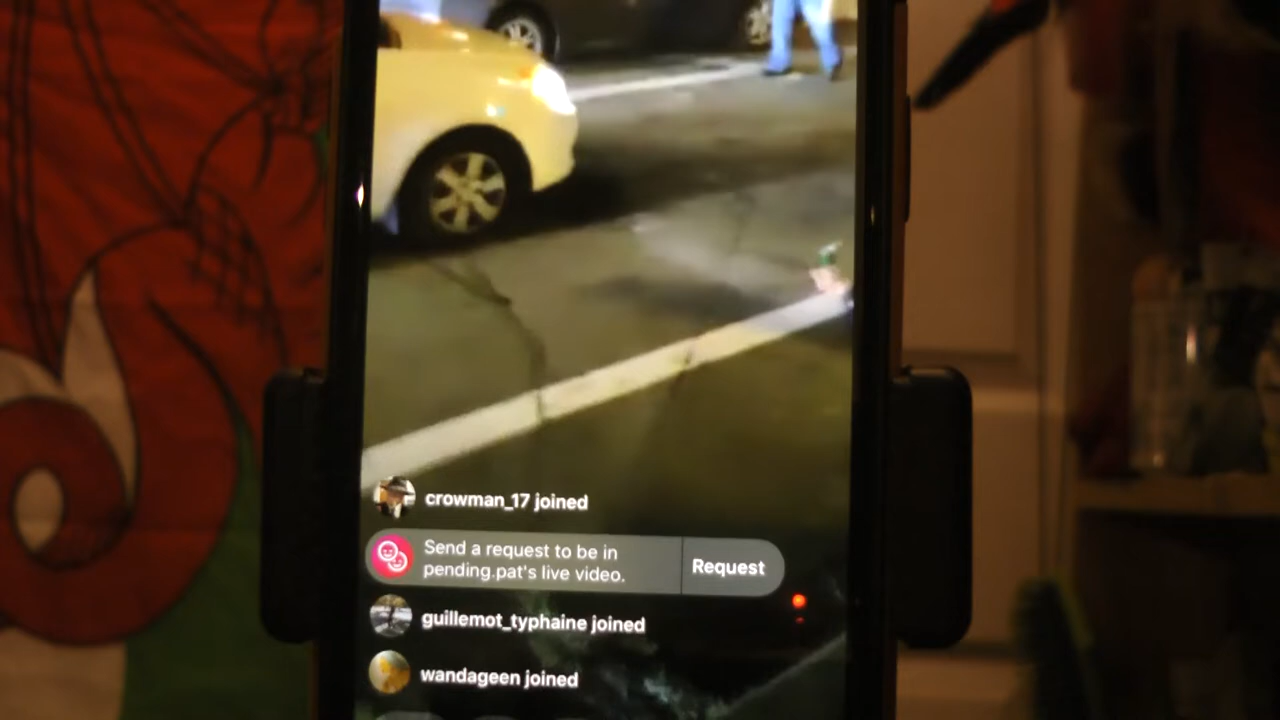 crowman_17 joined
Send a request to be in
pending.pat's live video.
Request
guillemot_typhaine joined
wandageen joined